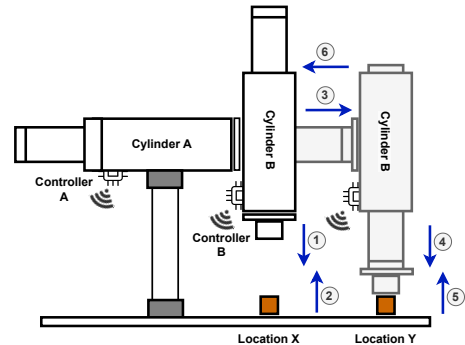 6
3
Cylinder A
Cylinder B
Cylinder B
Controller
A
Controller
B
1
4
2
5
Location X
Location Y